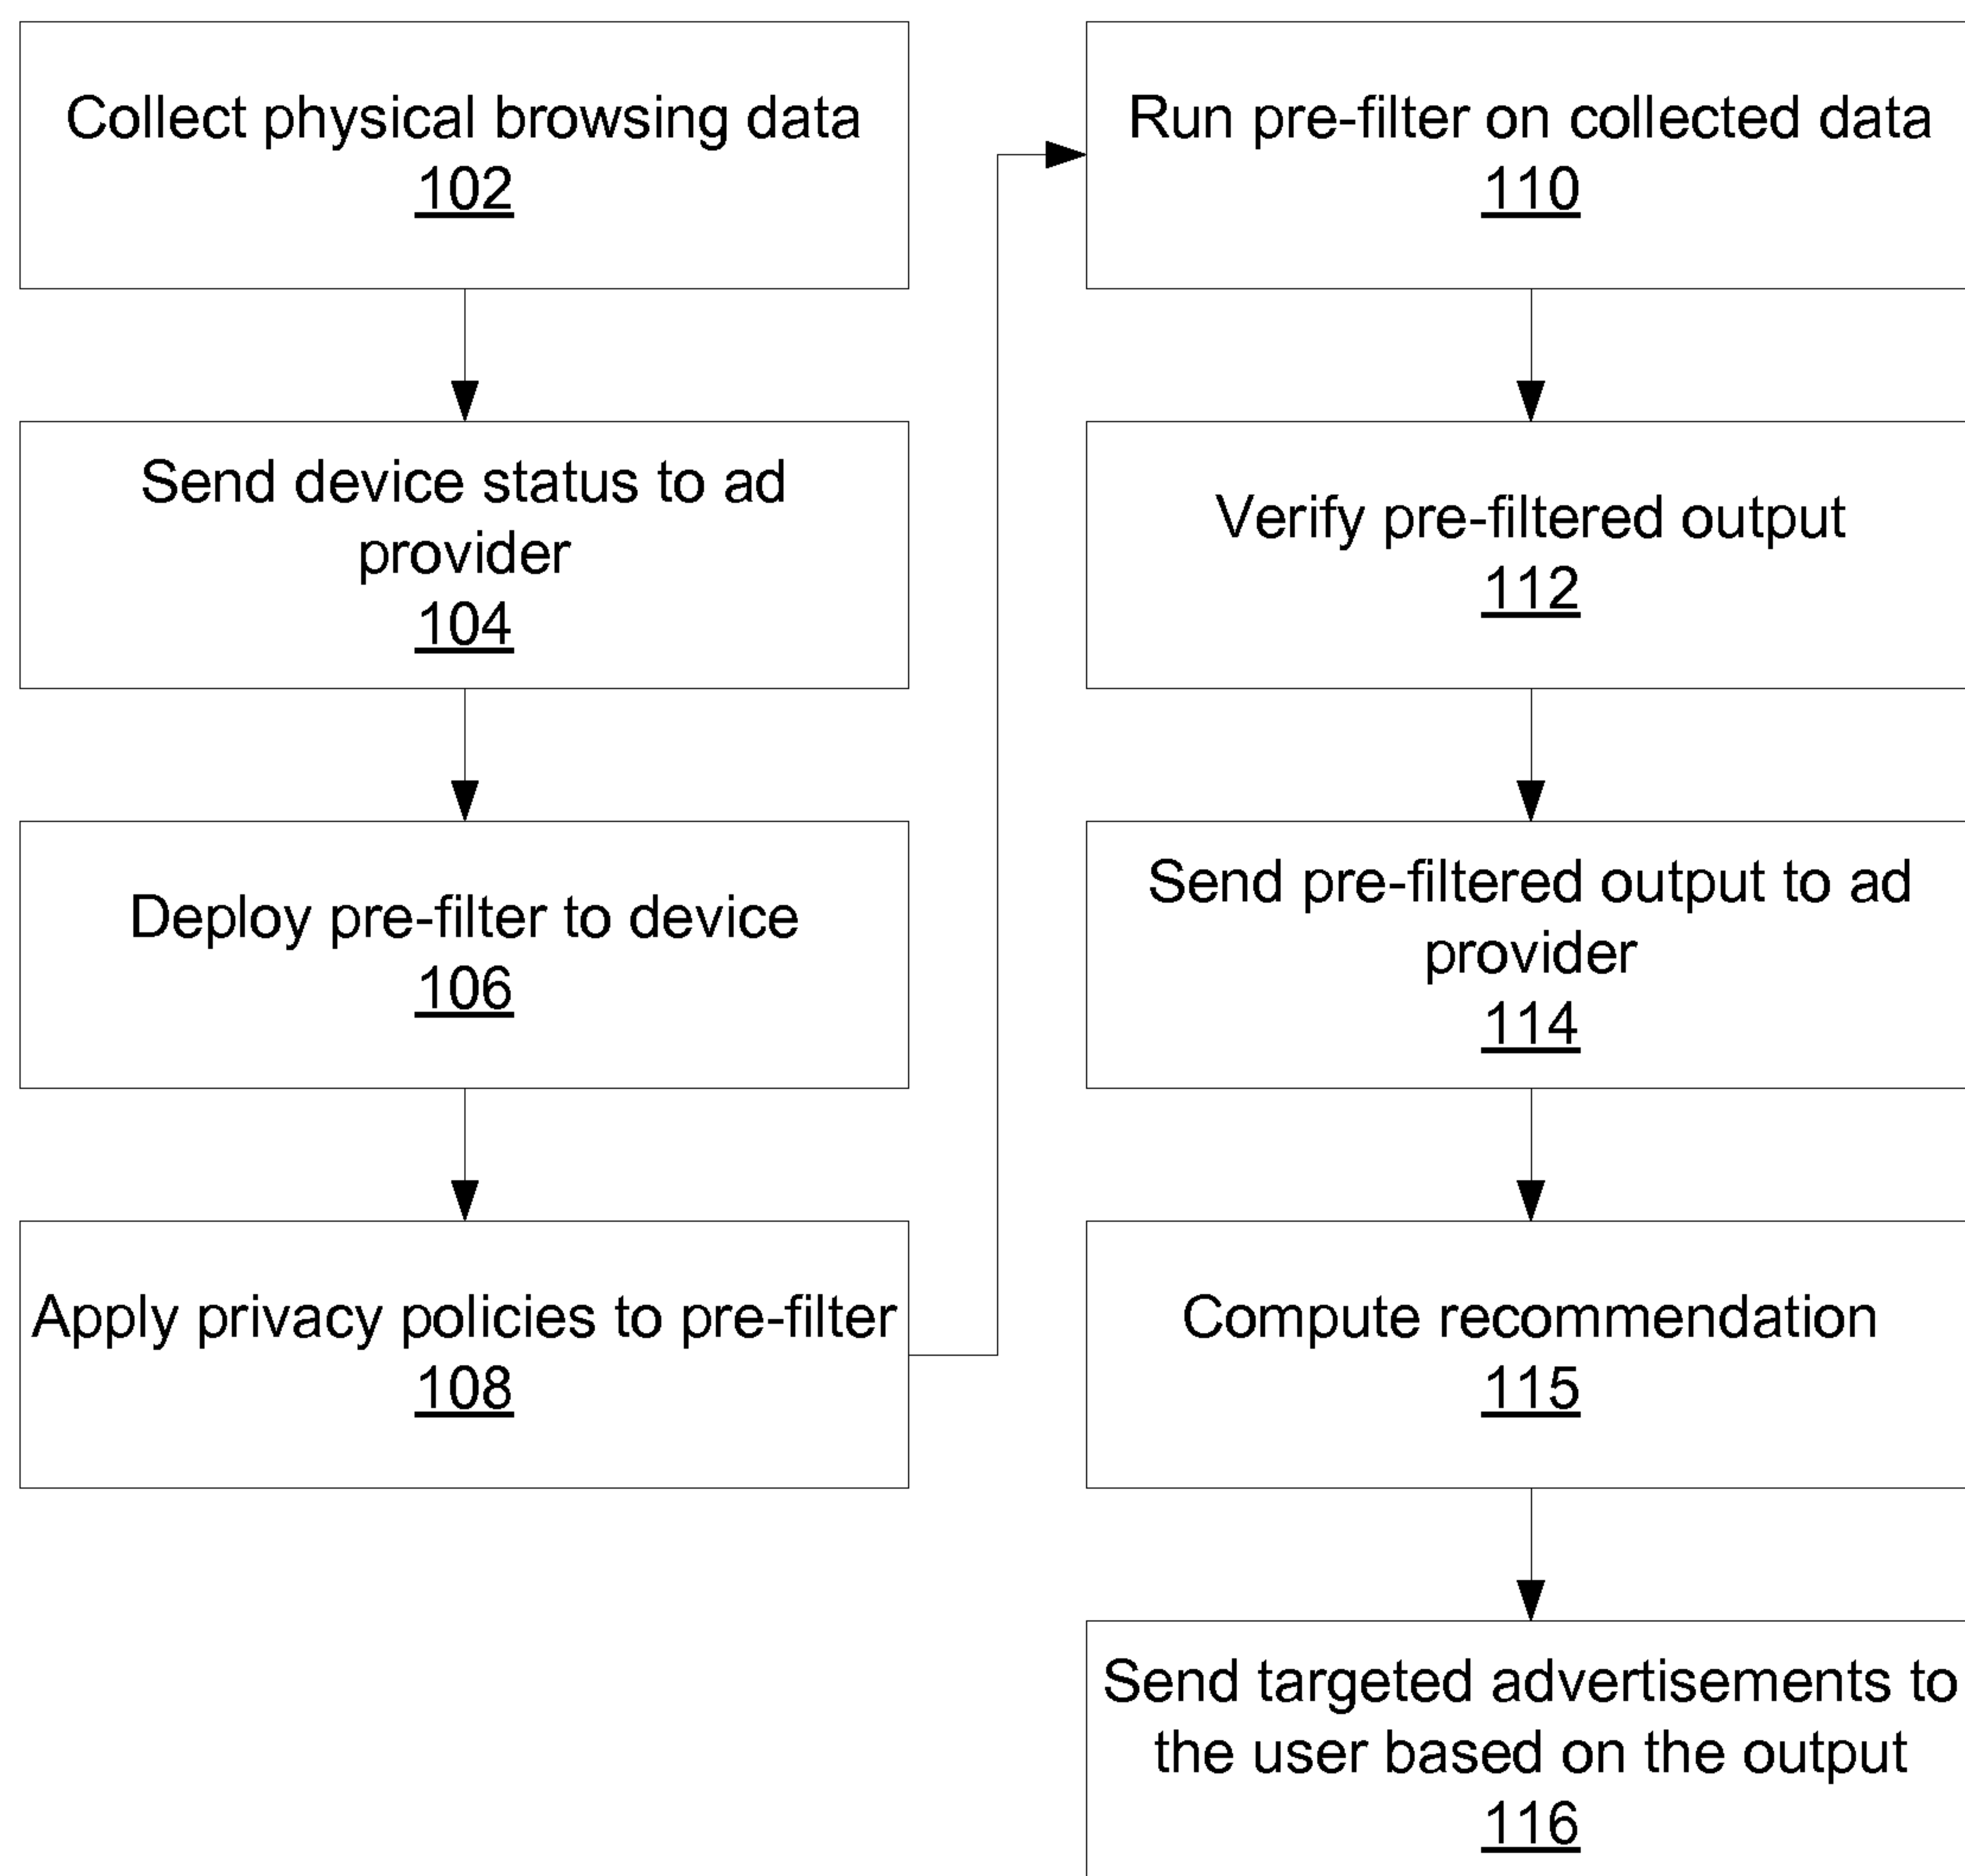 Collect physical browsing data
102
Send device status to ad
provider
104
Deploy pre-filter to device
106
Apply privacy policies to pre-filter
108
Run pre-filter on collected data
110
Verify pre-filtered output
112
Send pre-filtered output to ad
provider
114
Compute recommendation
115
Send targeted advertisements to
the user based on the output
116